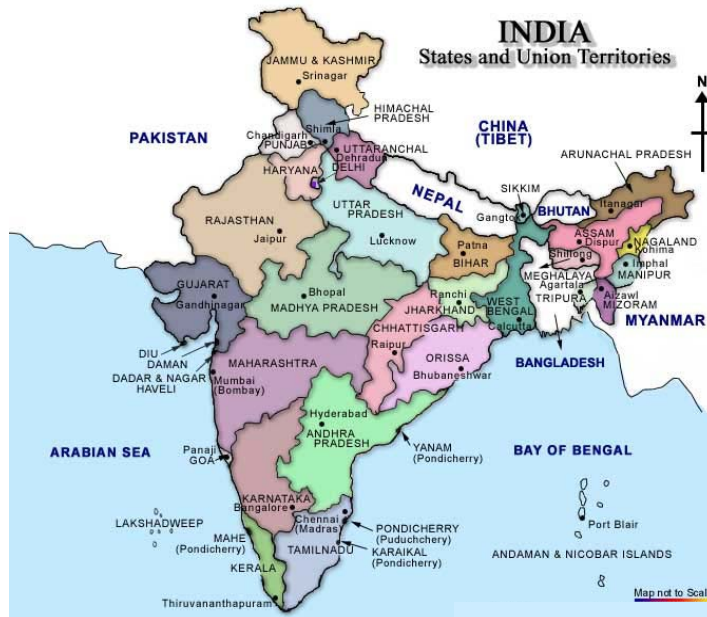 INDIA
States and Union Territories
N
JAMMU & KASHMIR
Srinagar
HIMACHAL
PRADESH
PAKISTAN
CHINA
(TIBET)
Chandigarh
Shimla
PUNJAB
UTTARANCHAL
Dehradun
HARYANA
DELHI
ARUNACHAL PRADESH
SIKKIM
NEPAL
BHUTAN
Itanagar
Gangtok
RAJASTHAN
Jaipur
UTTAR
PRADESH
Lucknow
ASSAM
Dispur
NAGALAND
Kohima
Patna
BIHAR
Shillong
MEGHALAYA
Imphal
MANIPUR
Agartala
TRIPURA
Aizawl
MIZORAM
GUJARAT
Gandhinagar
Bhopal
MADHYA PRADESH
Ranchi
JHARKHAND
WEST
BENGAL
Calcutta
MYANMAR
CHHATTISGARH
Raipur
BANGLADESH
DIU
DAMAN
DADAR & NAGAR
HAVELI
MAHARASHTRA
Mumbai
(Bombay)
ORISSA
Bhubaneshwar
Hyderabad
ANDHRA
PRADESH
YANAM
(Pondicherry)
ARABIAN SEA
BAY OF BENGAL
Panaji
GOA
KARNATAKA
Bangalore
Chennai
(Madras)
PONDICHERRY
(Puduchchery)
LAKSHADWEEP
MAHE
(Pondicherry)
TAMILNADU
KARAIKAL
(Pondicherry)
Port Blair
ANDAMAN & NICOBAR ISLANDS
KERALA
Thiruvananthapuram
Map not to Scal